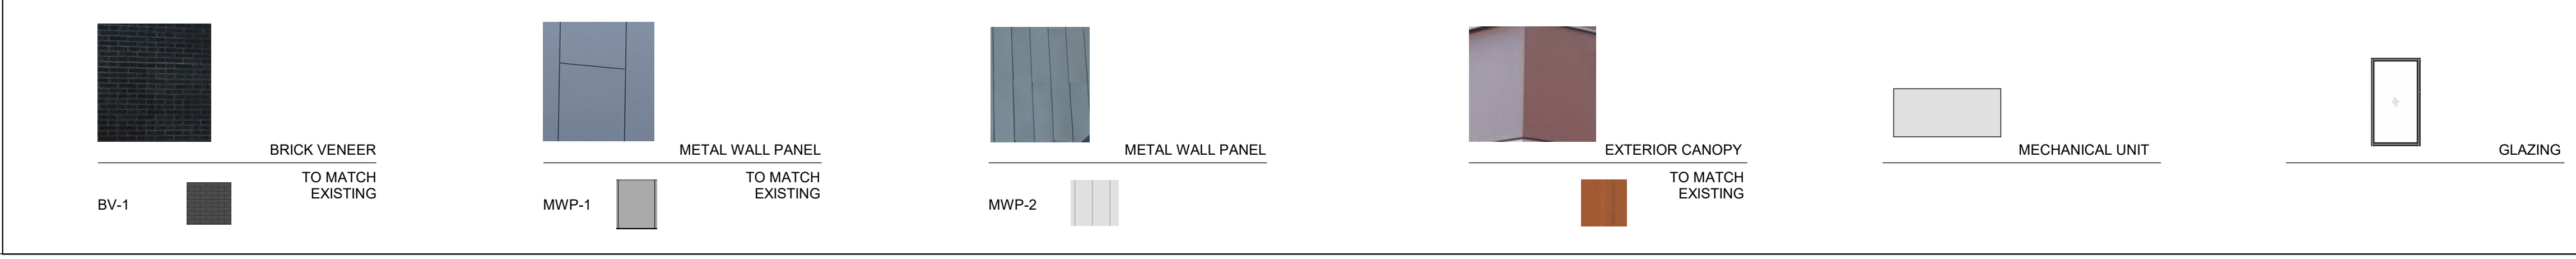 BRICK VENEER
TO MATCH
EXISTING
BV-1
METAL WALL PANEL
TO MATCH
EXISTING
MWP-1
METAL WALL PANEL
MWP-2
EXTERIOR CANOPY
TO MATCH
EXISTING
MECHANICAL UNIT
GLAZING